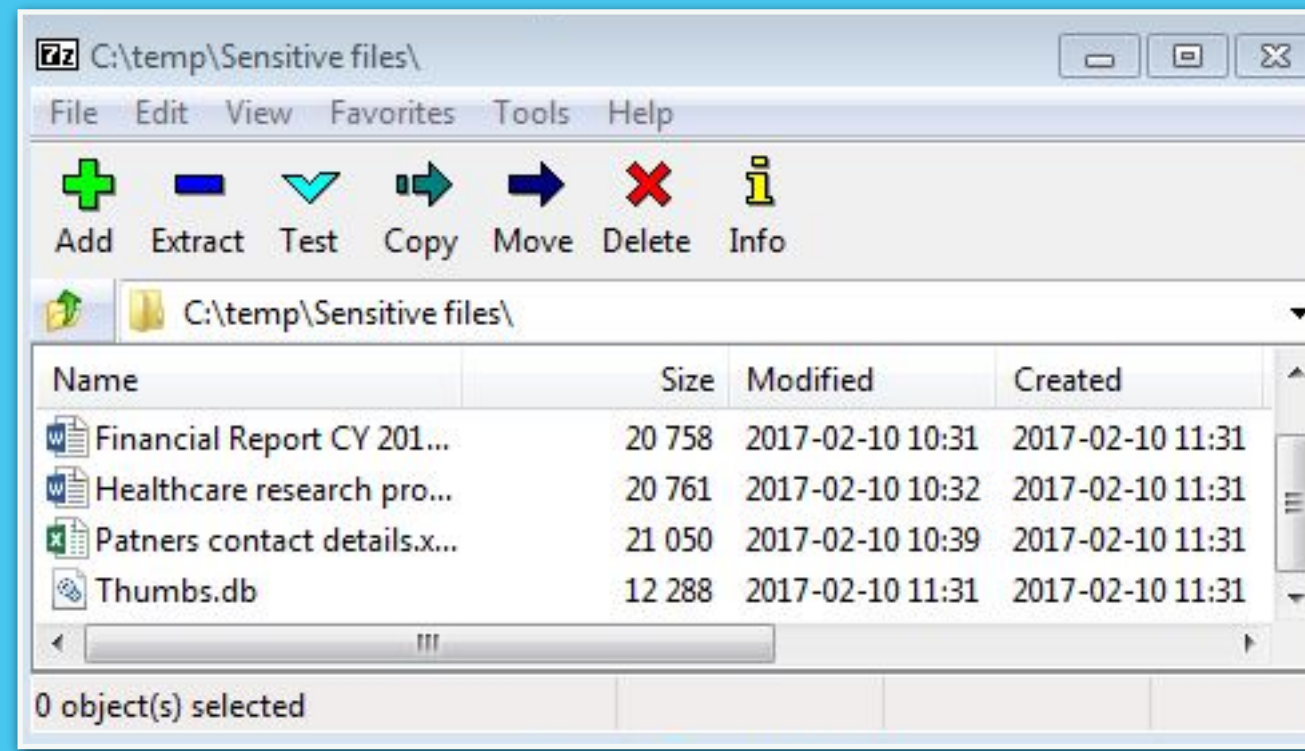 7z C:\temp\Sensitive files\
File Edit View Favorites Tools Help
Add Extract Test Copy Move Delete Info
C:\temp\Sensitive files\
Name Size Modified Created
Financial Report CY 201... 20 758 2017-02-10 10:31 2017-02-10 11:31
Healthcare research pro... 20 761 2017-02-10 10:32 2017-02-10 11:31
Patners contact details.x... 21 050 2017-02-10 10:39 2017-02-10 11:31
Thumbs.db 12 288 2017-02-10 11:31 2017-02-10 11:31
0 object(s) selected